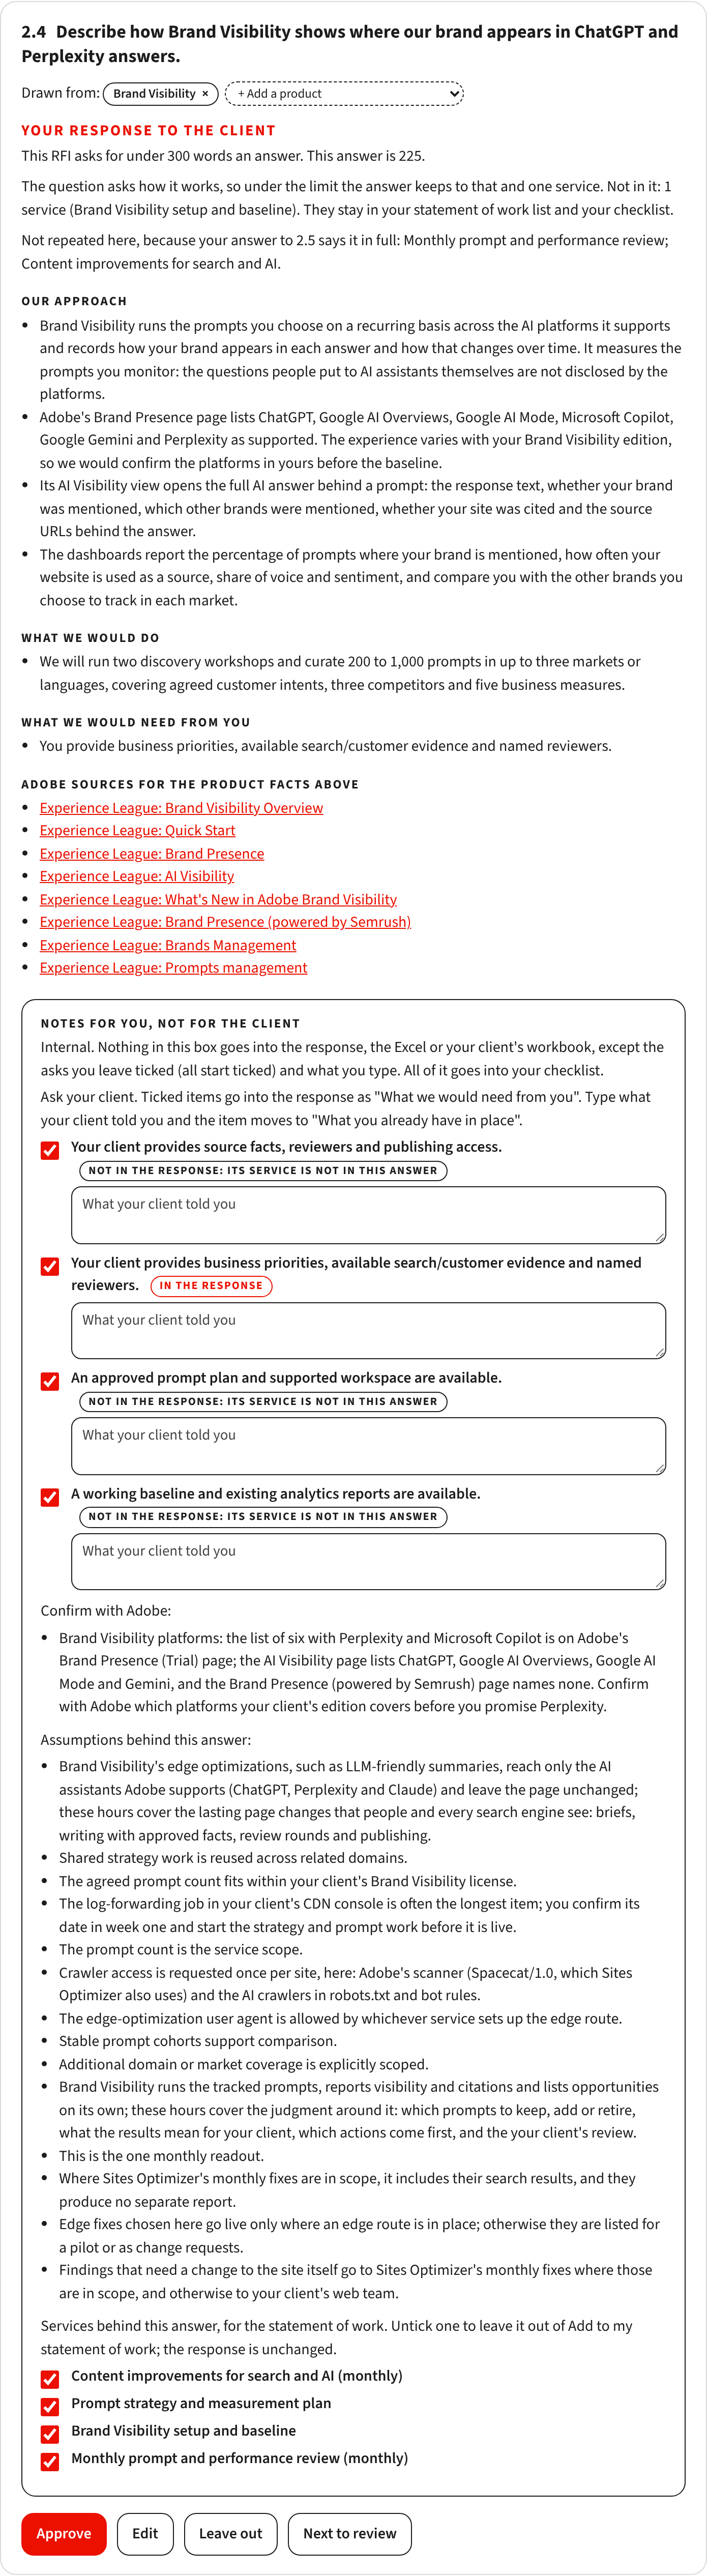 2.4 Describe how Brand Visibility shows where our brand appears in ChatGPT and
Perplexity answers.
Drawn from: Brand Visibility × + Add a product
YOUR RESPONSE TO THE CLIENT
This RFI asks for under 300 words an answer. This answer is 225.
The question asks how it works, so under the limit the answer keeps to that and one service. Not in it: 1
service (Brand Visibility setup and baseline). They stay in your statement of work list and your checklist.
Not repeated here, because your answer to 2.5 says it in full: Monthly prompt and performance review;
Content improvements for search and AI.
OUR APPROACH
• Brand Visibility runs the prompts you choose on a recurring basis across the AI platforms it supports
and records how your brand appears in each answer and how that changes over time. It measures the
prompts you monitor: the questions people put to AI assistants themselves are not disclosed by the
platforms.
• Adobe's Brand Presence page lists ChatGPT, Google AI Overviews, Google AI Mode, Microsoft Copilot,
Google Gemini and Perplexity as supported. The experience varies with your Brand Visibility edition,
so we would confirm the platforms in yours before the baseline.
• Its AI Visibility view opens the full AI answer behind a prompt: the response text, whether your brand
was mentioned, which other brands were mentioned, whether your site was cited and the source
URLs behind the answer.
• The dashboards report the percentage of prompts where your brand is mentioned, how often your
website is used as a source, share of voice and sentiment, and compare you with the other brands you
choose to track in each market.
WHAT WE WOULD DO
• We will run two discovery workshops and curate 200 to 1,000 prompts in up to three markets or
languages, covering agreed customer intents, three competitors and five business measures.
WHAT WE WOULD NEED FROM YOU
• You provide business priorities, available search/customer evidence and named reviewers.
ADOBE SOURCES FOR THE PRODUCT FACTS ABOVE
• Experience League: Brand Visibility Overview
• Experience League: Quick Start
• Experience League: Brand Presence
• Experience League: AI Visibility
• Experience League: What's New in Adobe Brand Visibility
• Experience League: Brand Presence (powered by Semrush)
• Experience League: Brands Management
• Experience League: Prompts management
NOTES FOR YOU, NOT FOR THE CLIENT
Internal. Nothing in this box goes into the response, the Excel or your client's workbook, except the
asks you leave ticked (all start ticked) and what you type. All of it goes into your checklist.
Ask your client. Ticked items go into the response as "What we would need from you". Type what
your client told you and the item moves to "What you already have in place".
Your client provides source facts, reviewers and publishing access.
NOT IN THE RESPONSE: ITS SERVICE IS NOT IN THIS ANSWER
What your client told you
Your client provides business priorities, available search/customer evidence and named
reviewers. IN THE RESPONSE
What your client told you
An approved prompt plan and supported workspace are available.
NOT IN THE RESPONSE: ITS SERVICE IS NOT IN THIS ANSWER
What your client told you
A working baseline and existing analytics reports are available.
NOT IN THE RESPONSE: ITS SERVICE IS NOT IN THIS ANSWER
What your client told you
Confirm with Adobe:
• Brand Visibility platforms: the list of six with Perplexity and Microsoft Copilot is on Adobe's
Brand Presence (Trial) page; the AI Visibility page lists ChatGPT, Google AI Overviews, Google AI
Mode and Gemini, and the Brand Presence (powered by Semrush) page names none. Confirm
with Adobe which platforms your client's edition covers before you promise Perplexity.
Assumptions behind this answer:
• Brand Visibility's edge optimizations, such as LLM-friendly summaries, reach only the AI
assistants Adobe supports (ChatGPT, Perplexity and Claude) and leave the page unchanged;
these hours cover the lasting page changes that people and every search engine see: briefs,
writing with approved facts, review rounds and publishing.
• Shared strategy work is reused across related domains.
• The agreed prompt count fits within your client's Brand Visibility license.
• The log-forwarding job in your client's CDN console is often the longest item; you confirm its
date in week one and start the strategy and prompt work before it is live.
• The prompt count is the service scope.
• Crawler access is requested once per site, here: Adobe's scanner (Spacecat/1.0, which Sites
Optimizer also uses) and the AI crawlers in robots.txt and bot rules.
• The edge-optimization user agent is allowed by whichever service sets up the edge route.
• Stable prompt cohorts support comparison.
• Additional domain or market coverage is explicitly scoped.
• Brand Visibility runs the tracked prompts, reports visibility and citations and lists opportunities
on its own; these hours cover the judgment around it: which prompts to keep, add or retire,
what the results mean for your client, which actions come first, and the your client's review.
• This is the one monthly readout.
• Where Sites Optimizer's monthly fixes are in scope, it includes their search results, and they
produce no separate report.
• Edge fixes chosen here go live only where an edge route is in place; otherwise they are listed for
a pilot or as change requests.
• Findings that need a change to the site itself go to Sites Optimizer's monthly fixes where those
are in scope, and otherwise to your client's web team.
Services behind this answer, for the statement of work. Untick one to leave it out of Add to my
statement of work; the response is unchanged.
Content improvements for search and AI (monthly)
Prompt strategy and measurement plan
Brand Visibility setup and baseline
Monthly prompt and performance review (monthly)
Approve Edit Leave out Next to review